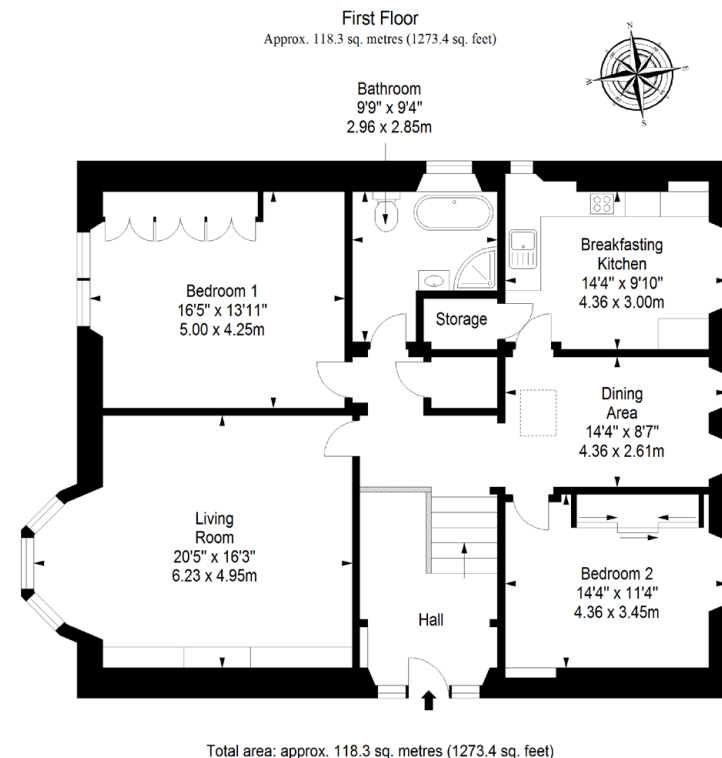 First Floor
Approx. 118.3 sq. metres (1273.4 sq. feet)
N
E
S
W
Bathroom
9'9" x 9'4"
2.96 x 2.85m
Bedroom 1
16'5" x 13'11"
5.00 x 4.25m
Breakfasting
Kitchen
14'4" x 9'10"
4.36 x 3.00m
Storage
Dining
Area
14'4" x 8'7"
4.36 x 2.61m
Living
Room
20'5" x 16'3"
6.23 x 4.95m
Bedroom 2
14'4" x 11'4"
4.36 x 3.45m
Hall
Total area: approx. 118.3 sq. metres (1273.4 sq. feet)